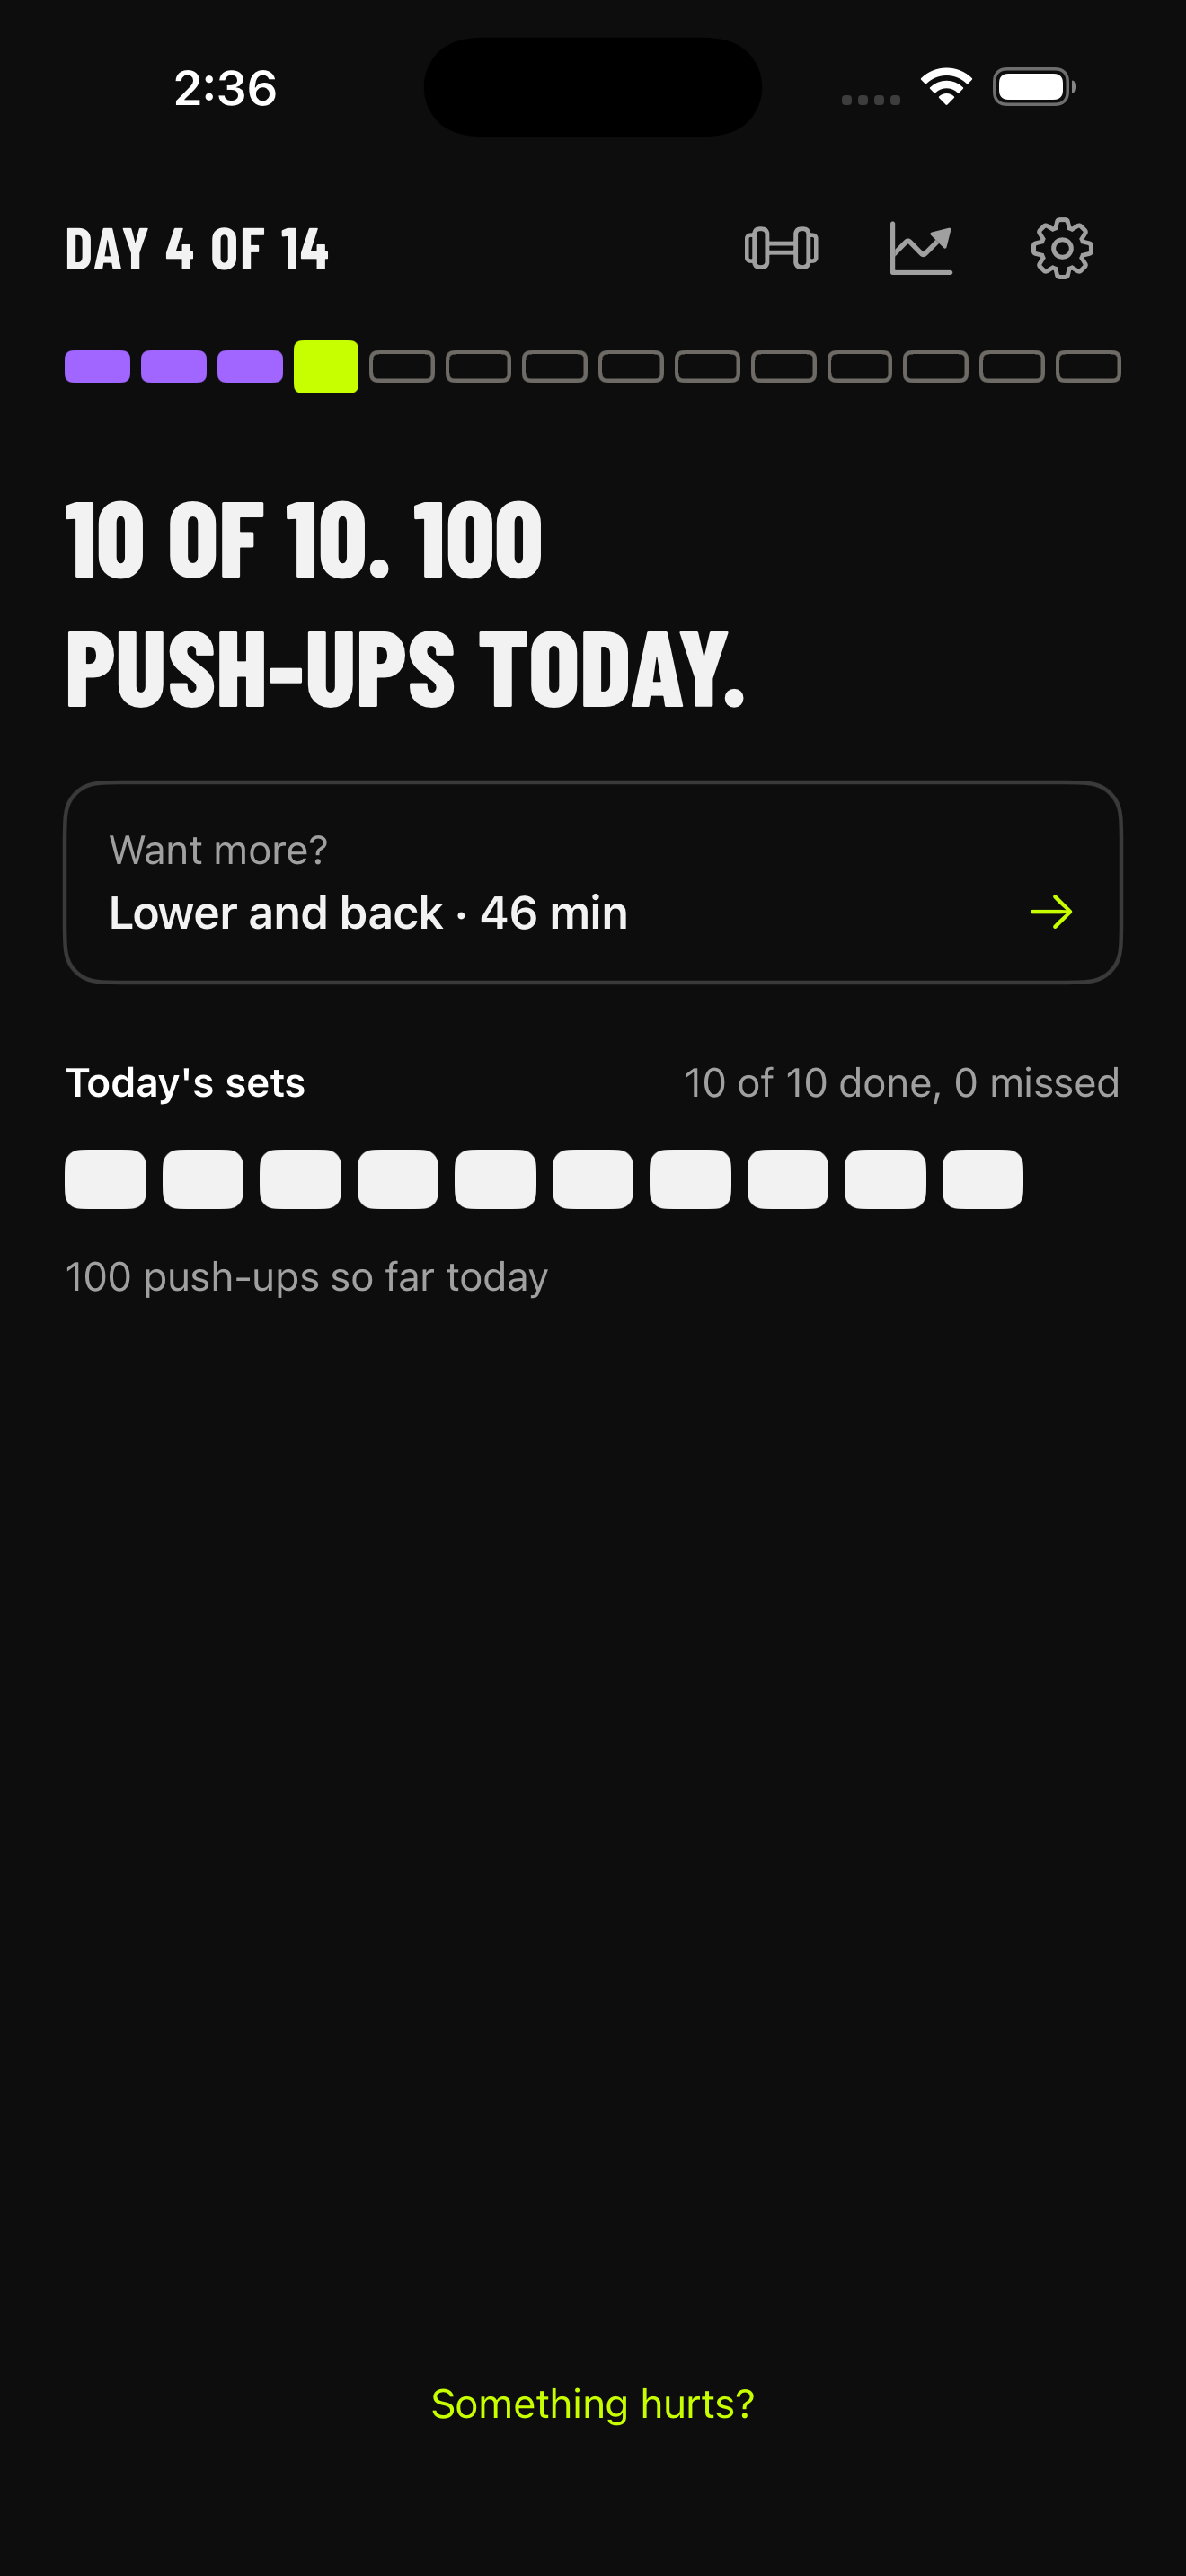 2:36
DAY 4 OF 14
10 OF 10. 100
PUSH-UPS TODAY.
Want more?
Lower and back · 46 min
Today's sets
10 of 10 done, 0 missed
100 push-ups so far today
Something hurts?